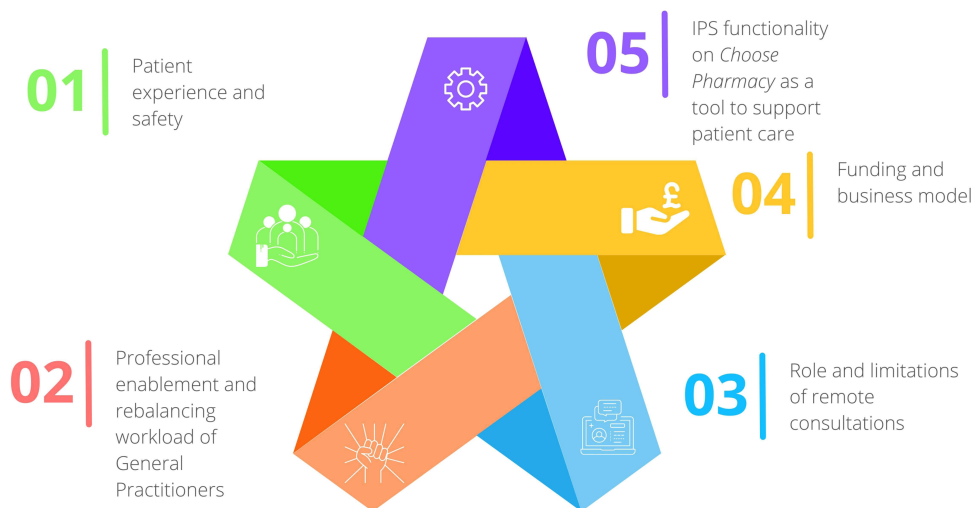 01
Patient
experience and
safety
02
Professional
enablement and
rebalancing
workload of
General
Practitioners
03
Role and limitations
of remote
consultations
04
Funding and
business model
05
IPS functionality
on Choose
Pharmacy as a
tool to support
patient care
£